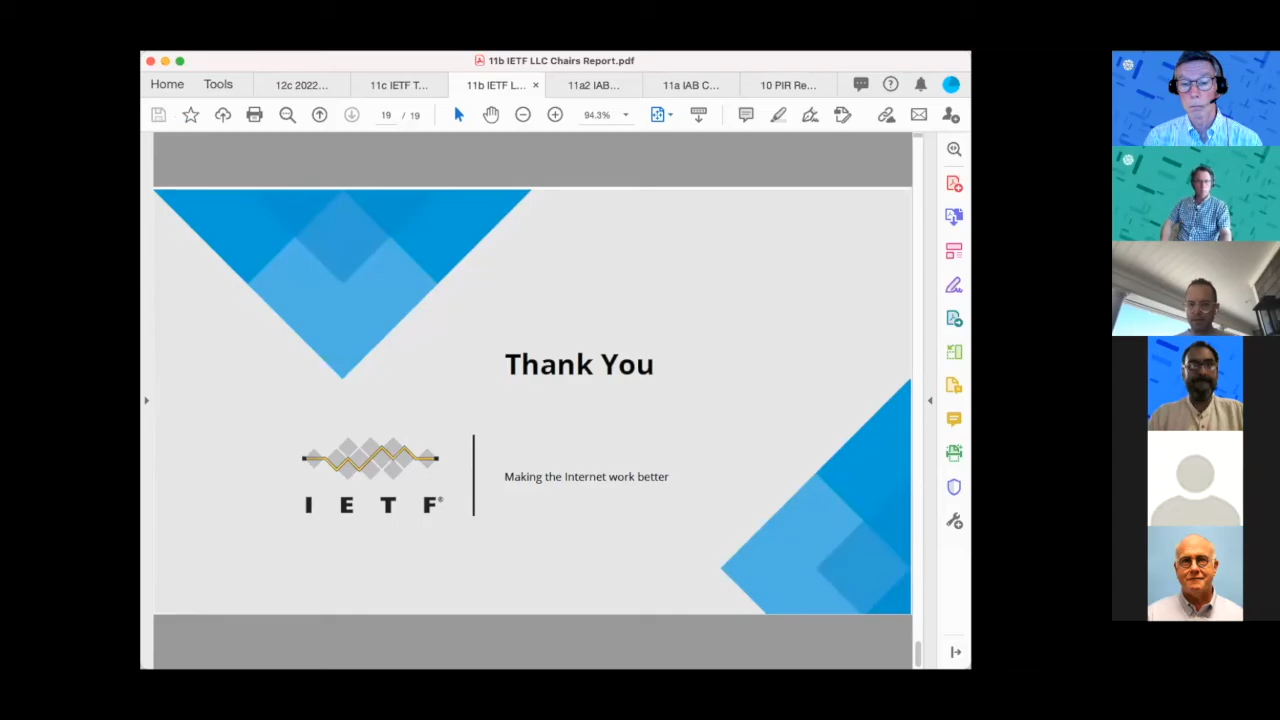 11b IETF LLC Chairs Report.pdf
Home Tools 12c 2022... 11c IETF T... 11b IETF L... × 11a2 IAB... 11a IAB C... 10 PIR Re...
19 / 19 94.3%
Thank You
Making the Internet work better
I E T F®